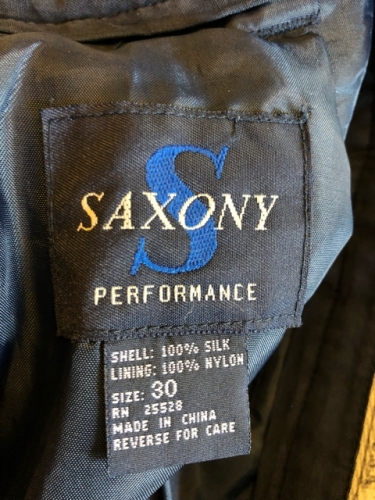 S
SAXONY
PERFORMANCE
SHELL: 100% SILK
LINING: 100% NYLON
SIZE: 30
RN 25528
MADE IN CHINA
REVERSE FOR CARE